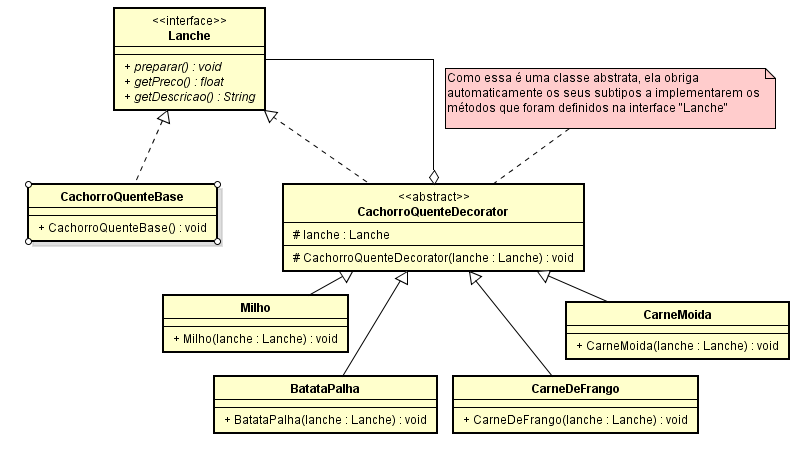 <<interface>>
Lanche
+ preparar() : void
+ getPreco() : float
+ getDescricao() : String
Como essa é uma classe abstrata, ela obriga
automaticamente os seus subtipos a implementarem os
métodos que foram definidos na interface "Lanche"
CachorroQuenteBase
+ CachorroQuenteBase() : void
<<abstract>>
CachorroQuenteDecorator
# lanche : Lanche
# CachorroQuenteDecorator(lanche : Lanche) : void
Milho
+ Milho(lanche : Lanche) : void
CarneMoida
+ CarneMoida(lanche : Lanche) : void
BatataPalha
+ BatataPalha(lanche : Lanche) : void
CarneDeFrango
+ CarneDeFrango(lanche : Lanche) : void